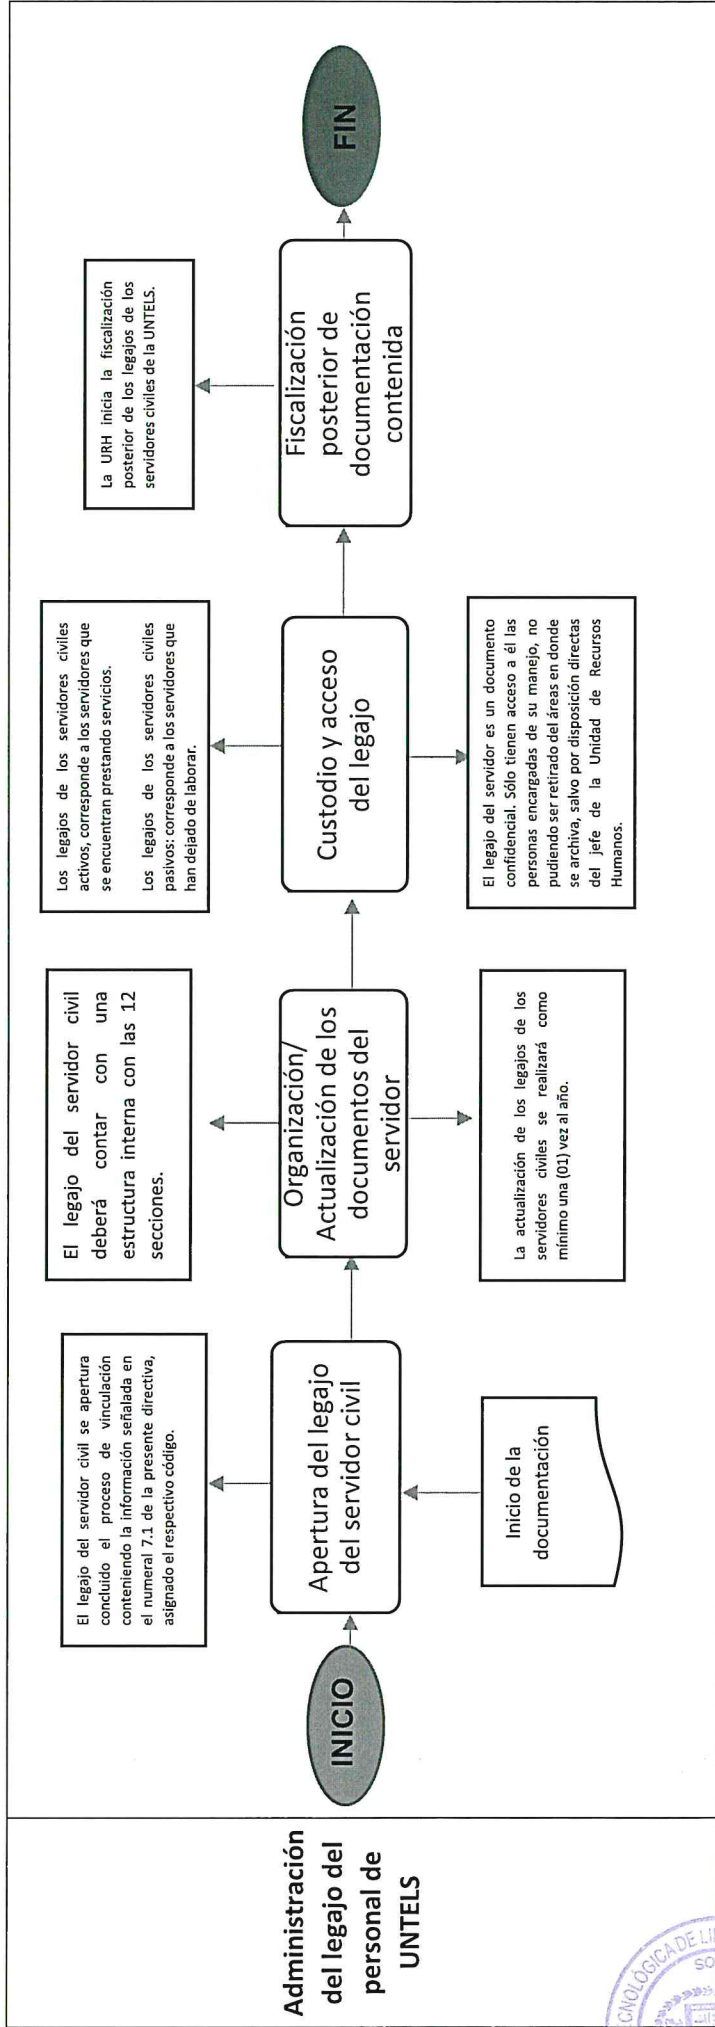 Administración
del legajo del
personal de
UNTELS
INICIO
El legajo del servidor civil se apertura
concluido el proceso de vinculación
conteniendo la información señalada en
el numeral 7.1 de la presente directiva,
asignado el respectivo código.
Apertura del legajo
del servidor civil
Inicio de la
documentación
El legajo del servidor civil
deberá contar con una
estructura interna con las 12
secciones.
Organización/
Actualización de los
documentos del
servidor
La actualización de los legajos de los
servidores civiles se realizará como
mínimo una (01) vez al año.
Los legajos de los servidores civiles
activos, corresponde a los servidores que
se encuentran prestando servicios.
Los legajos de los servidores civiles
pasivos: corresponde a los servidores que
han dejado de laborar.
Custodio y acceso
del legajo
El legajo del servidor es un documento
confidencial. Sólo tienen acceso a él las
personas encargadas de su manejo, no
pudiendo ser retirado del áreas en donde
se archiva, salvo por disposición directas
del jefe de la Unidad de Recursos
Humanos.
La URH inicia la fiscalización
posterior de los legajos de los
servidores civiles de la UNTELS.
Fiscalización
posterior de
documentación
contenida
FIN